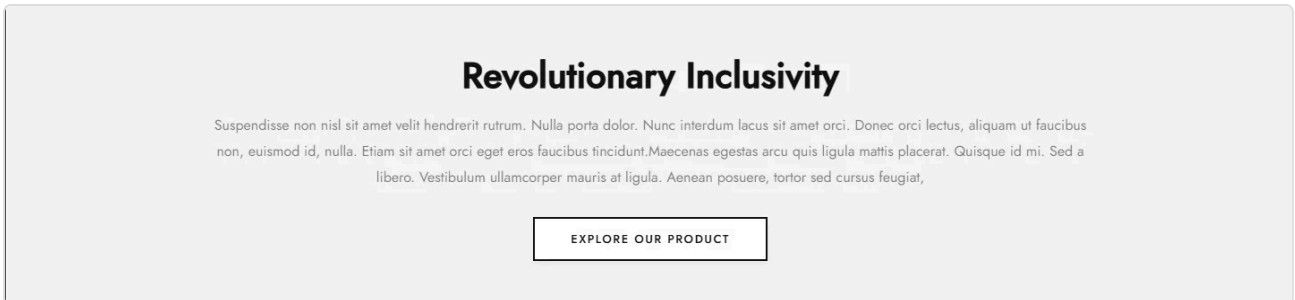 Revolutionary Inclusivity
Suspendisse non nisl sit amet velit hendrerit rutrum. Nulla porta dolor. Nunc interdum lacus sit amet orci. Donec orci lectus, aliquam ut faucibus
non, euismod id, nulla. Etiam sit amet orci eget eros faucibus tincidunt.Maecenas egestas arcu quis ligula mattis placerat. Quisque id mi. Sed a
libero. Vestibulum ullamcorper mauris at ligula. Aenean posuere, tortor sed cursus feugiat,
EXPLORE OUR PRODUCT